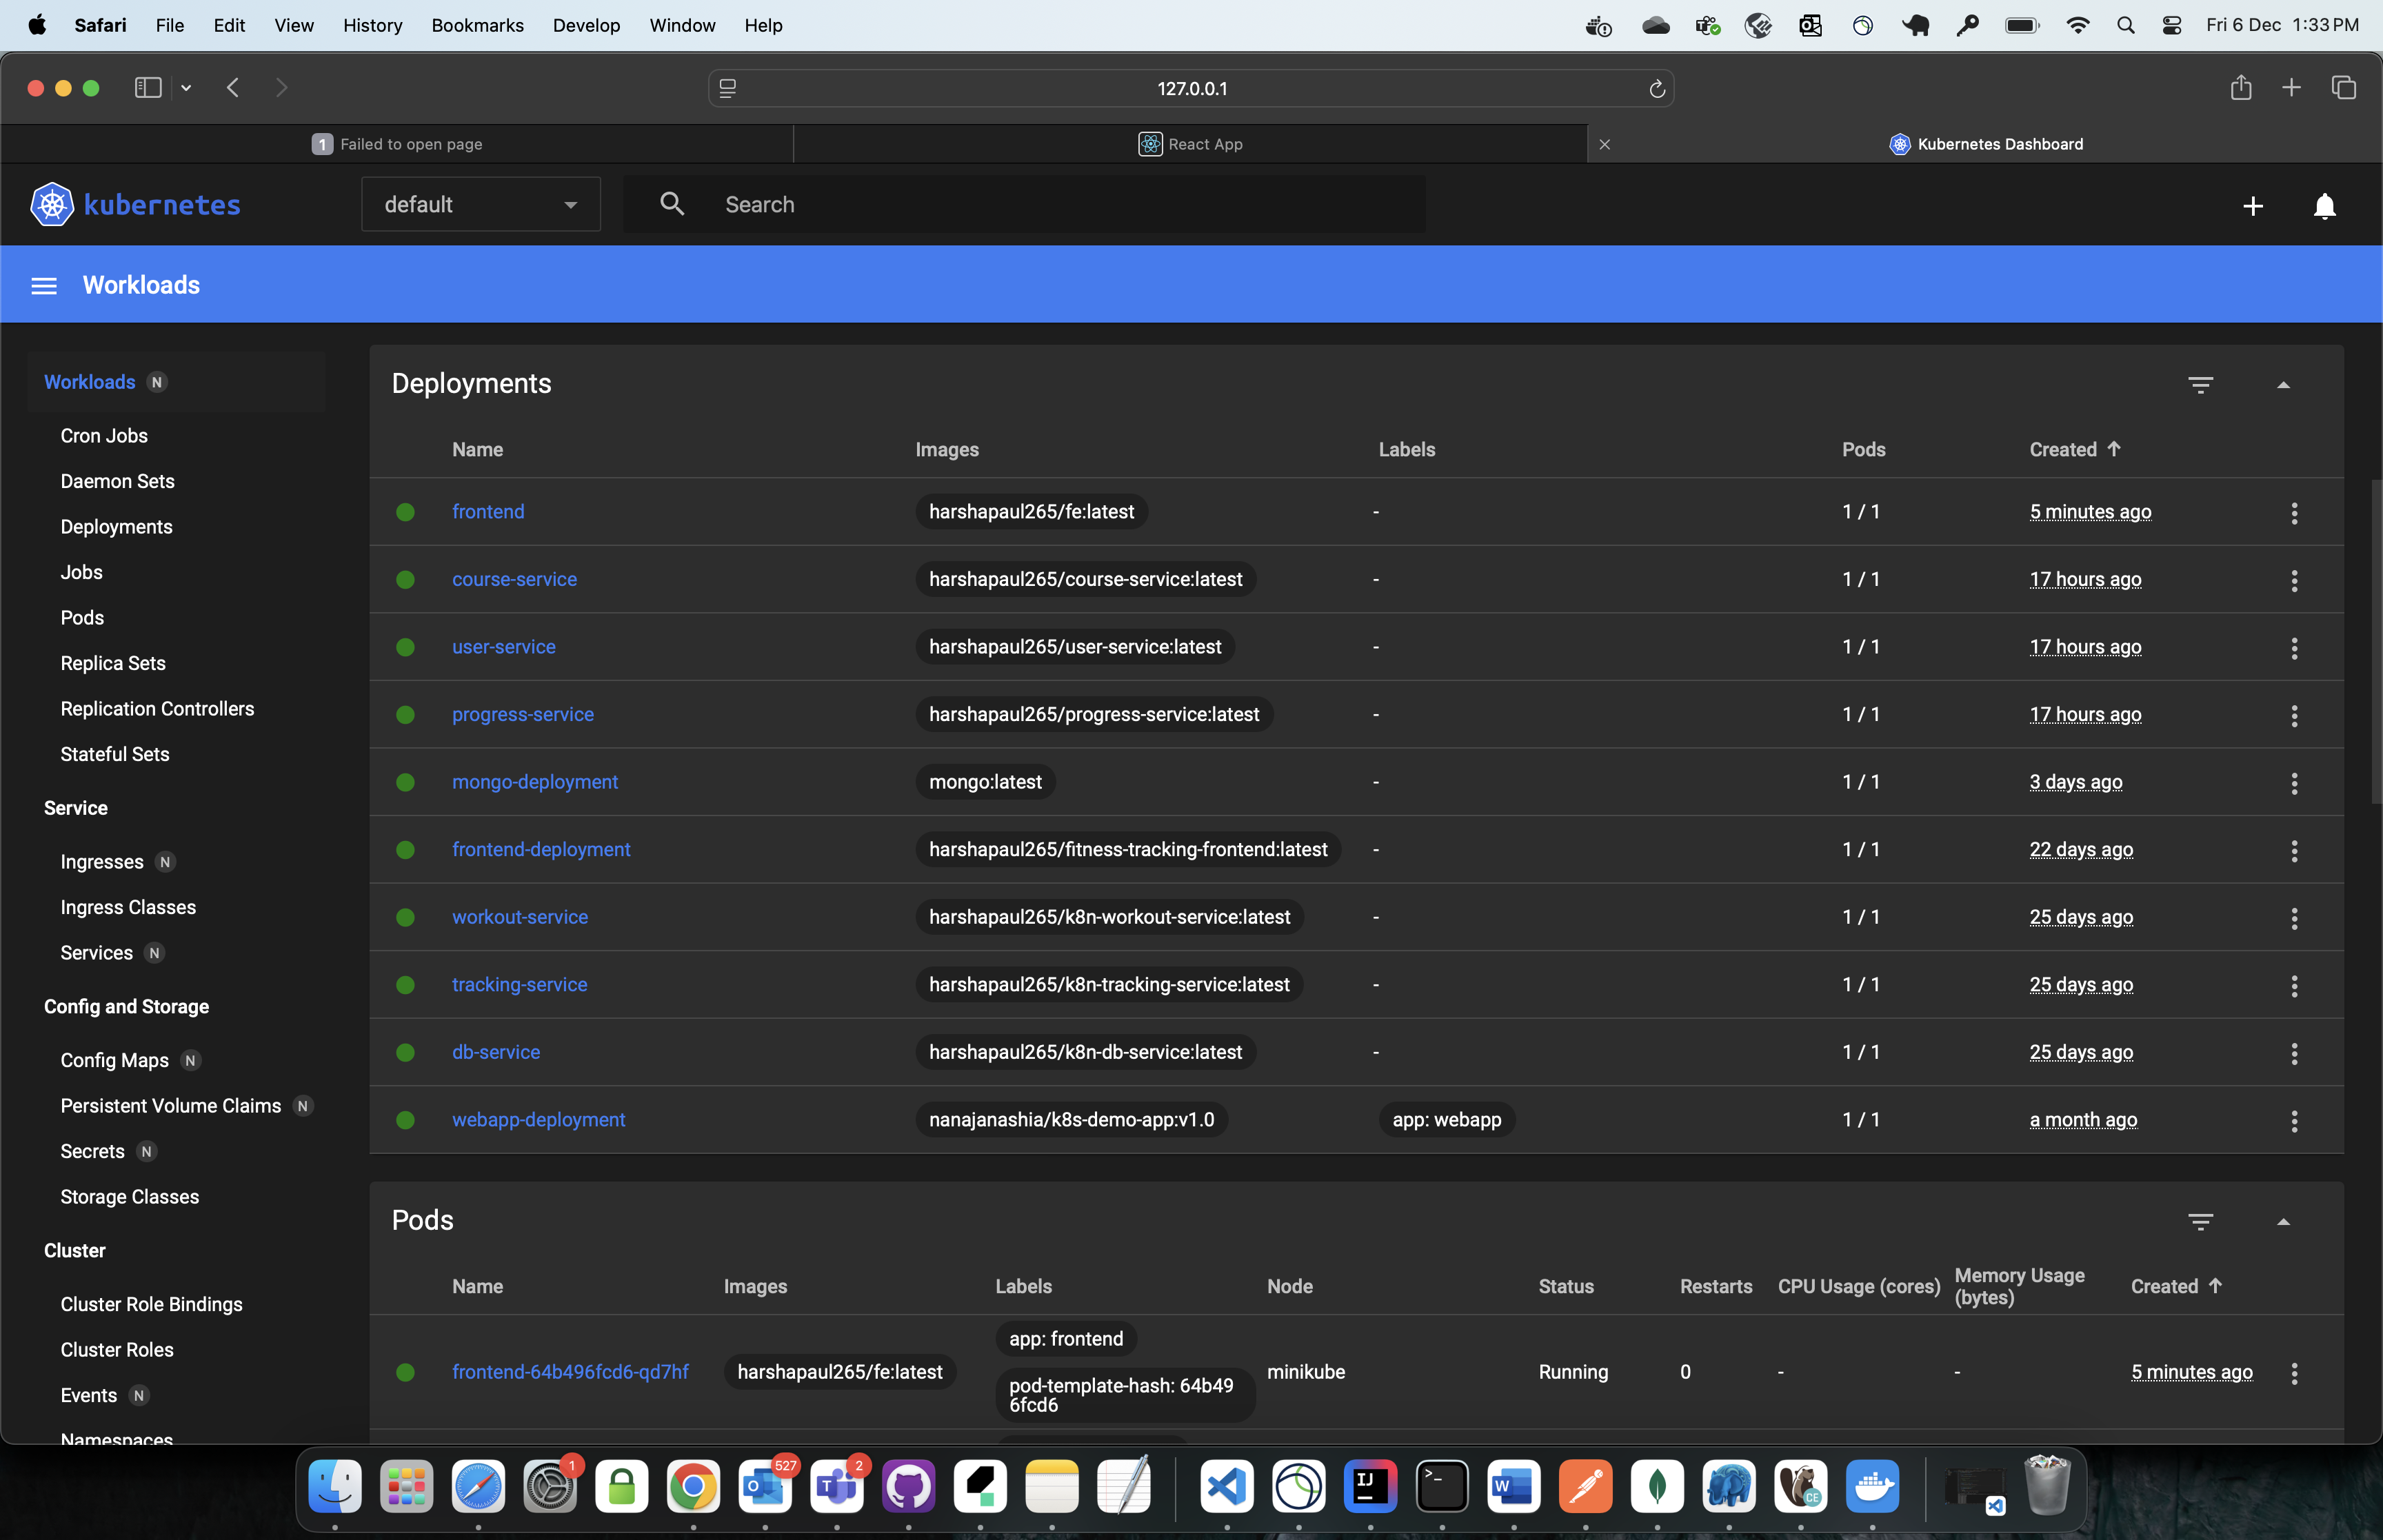 Safari File Edit View History Bookmarks Develop Window Help Fri 6 Dec 1:33 PM
127.0.0.1
1 Failed to open page React App Kubernetes Dashboard
kubernetes default Search
Workloads
Workloads N
Cron Jobs
Daemon Sets
Deployments
Jobs
Pods
Replica Sets
Replication Controllers
Stateful Sets
Service
Ingresses N
Ingress Classes
Services N
Config and Storage
Config Maps N
Persistent Volume Claims N
Secrets N
Storage Classes
Cluster
Cluster Role Bindings
Cluster Roles
Events N
Namespaces
Deployments
Name Images Labels Pods Created
frontend harshapaul265/fe:latest - 1 / 1 5 minutes ago
course-service harshapaul265/course-service:latest - 1 / 1 17 hours ago
user-service harshapaul265/user-service:latest - 1 / 1 17 hours ago
progress-service harshapaul265/progress-service:latest - 1 / 1 17 hours ago
mongo-deployment mongo:latest - 1 / 1 3 days ago
frontend-deployment harshapaul265/fitness-tracking-frontend:latest - 1 / 1 22 days ago
workout-service harshapaul265/k8n-workout-service:latest - 1 / 1 25 days ago
tracking-service harshapaul265/k8n-tracking-service:latest - 1 / 1 25 days ago
db-service harshapaul265/k8n-db-service:latest - 1 / 1 25 days ago
webapp-deployment nanajanashia/k8s-demo-app:v1.0 app: webapp 1 / 1 a month ago
Pods
Name Images Labels Node Status Restarts CPU Usage (cores) Memory Usage (bytes) Created
frontend-64b496fcd6-qd7hf harshapaul265/fe:latest app: frontend minikube Running 0 - - 5 minutes ago
pod-template-hash: 64b49
6fcd6
1 527 2
O T IJ >_ W CE